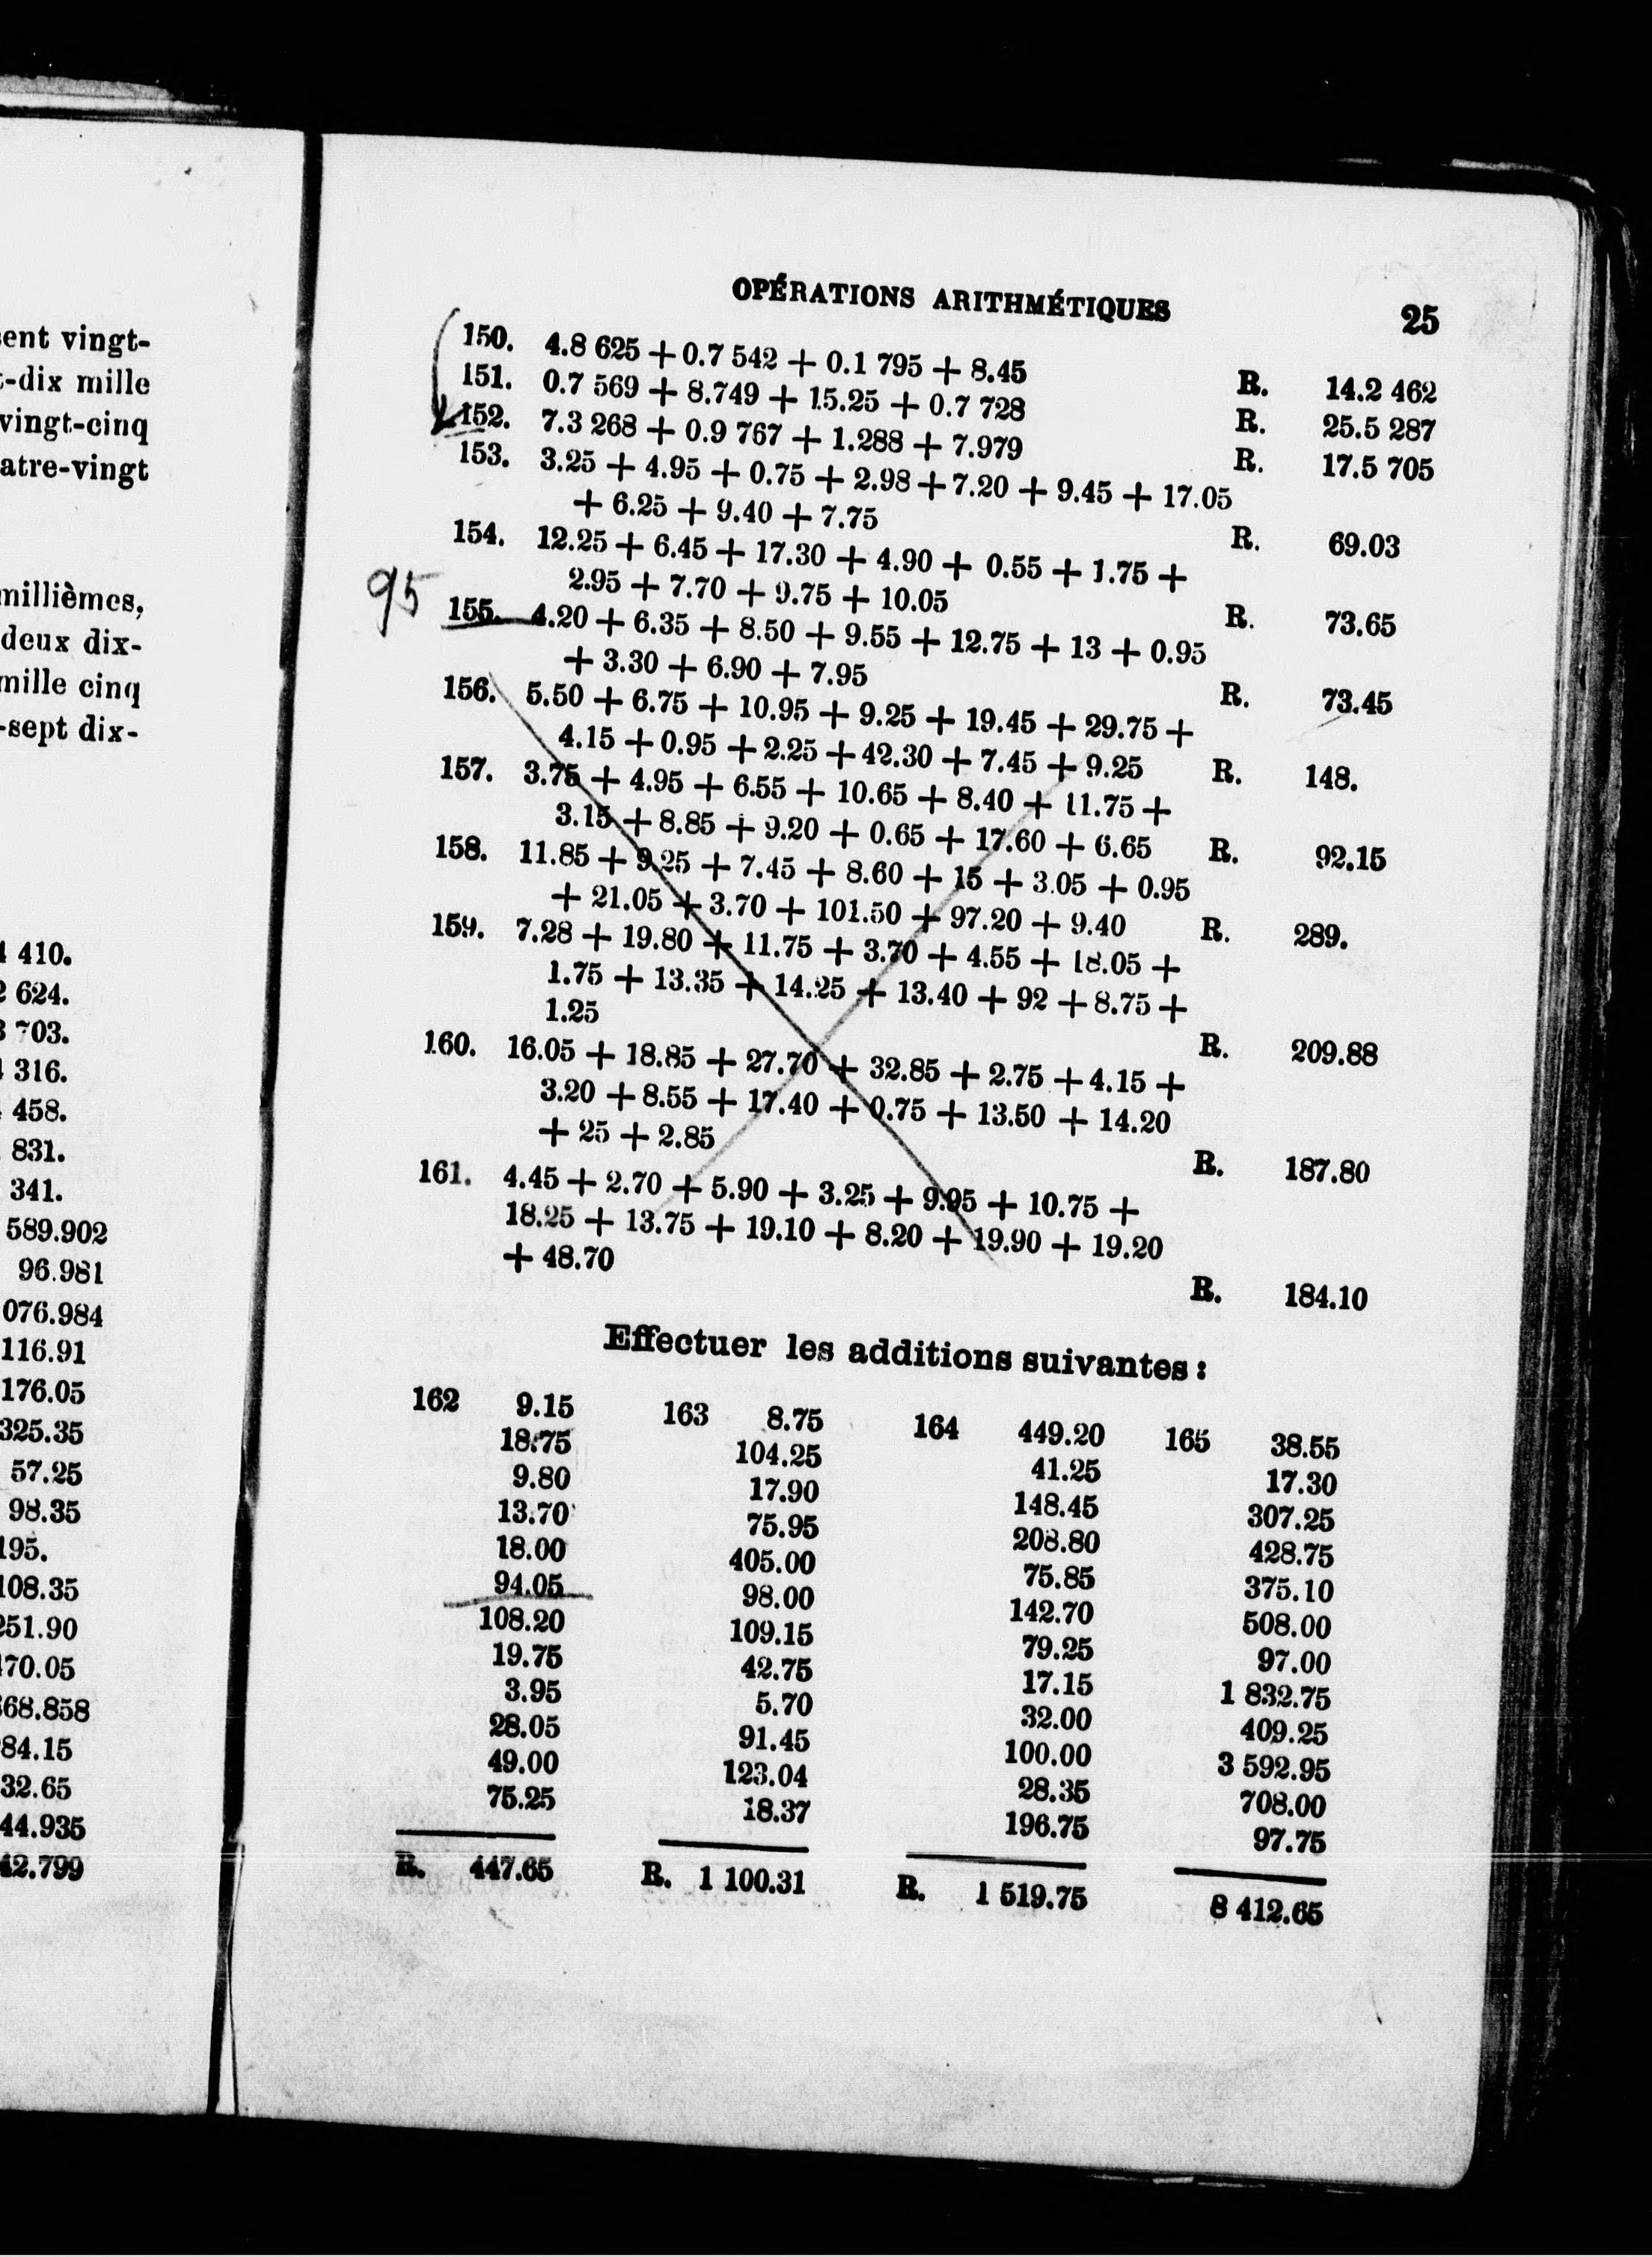 ent vingt-
-dix mille
vingt-cinq
atre-vingt
millièmes,
deux dix-
mille cinq
-sept dix-
410.
624.
703.
316.
458.
831.
341.
589.902
96.981
076.984
116.91
176.05
325.35
57.25
98.35
195.
108.35
251.90
70.05
68.858
84.15
32.65
44.935
42.799
OPÉRATIONS ARITHMÉTIQUES 25
150. 4.8 625 + 0.7 542 + 0.1 795 + 8.45 R. 14.2 462
151. 0.7 569 + 8.749 + 15.25 + 0.7 728 R. 25.5 287
152. 7.3 268 + 0.9 767 + 1.288 + 7.979 R. 17.5 705
153. 3.25 + 4.95 + 0.75 + 2.98 + 7.20 + 9.45 + 17.05
+ 6.25 + 9.40 + 7.75 R. 69.03
154. 12.25 + 6.45 + 17.30 + 4.90 + 0.55 + 1.75 +
2.95 + 7.70 + 9.75 + 10.05 R. 73.65
95
155. 4.20 + 6.35 + 8.50 + 9.55 + 12.75 + 13 + 0.95
+ 3.30 + 6.90 + 7.95 R. 73.45
156. 5.50 + 6.75 + 10.95 + 9.25 + 19.45 + 29.75 +
4.15 + 0.95 + 2.25 + 42.30 + 7.45 + 9.25 R. 148.
157. 3.75 + 4.95 + 6.55 + 10.65 + 8.40 + 11.75 +
3.15 + 8.85 + 9.20 + 0.65 + 17.60 + 6.65 R. 92.15
158. 11.85 + 9.25 + 7.45 + 8.60 + 15 + 3.05 + 0.95
+ 21.05 + 3.70 + 101.50 + 97.20 + 9.40 R. 289.
159. 7.28 + 19.80 + 11.75 + 3.70 + 4.55 + 18.05 +
1.75 + 13.35 + 14.25 + 13.40 + 92 + 8.75 +
1.25 R. 209.88
160. 16.05 + 18.85 + 27.70 + 32.85 + 2.75 + 4.15 +
3.20 + 8.55 + 17.40 + 0.75 + 13.50 + 14.20
+ 25 + 2.85 R. 187.80
161. 4.45 + 2.70 + 5.90 + 3.25 + 9.95 + 10.75 +
18.25 + 13.75 + 19.10 + 8.20 + 19.90 + 19.20
+ 48.70 R. 184.10
Effectuer les additions suivantes :
162 9.15 163 8.75 164 449.20 165 38.55
18.75 104.25 41.25 17.30
9.80 17.90 148.45 307.25
13.70 75.95 208.80 428.75
18.00 405.00 75.85 375.10
94.05 98.00 142.70 508.00
108.20 109.15 79.25 97.00
19.75 42.75 17.15 1 832.75
3.95 5.70 32.00 409.25
28.05 91.45 100.00 3 592.95
49.00 123.04 28.35 708.00
75.25 18.37 196.75 97.75
R. 447.65 R. 1 100.31 R. 1 519.75 8 412.65